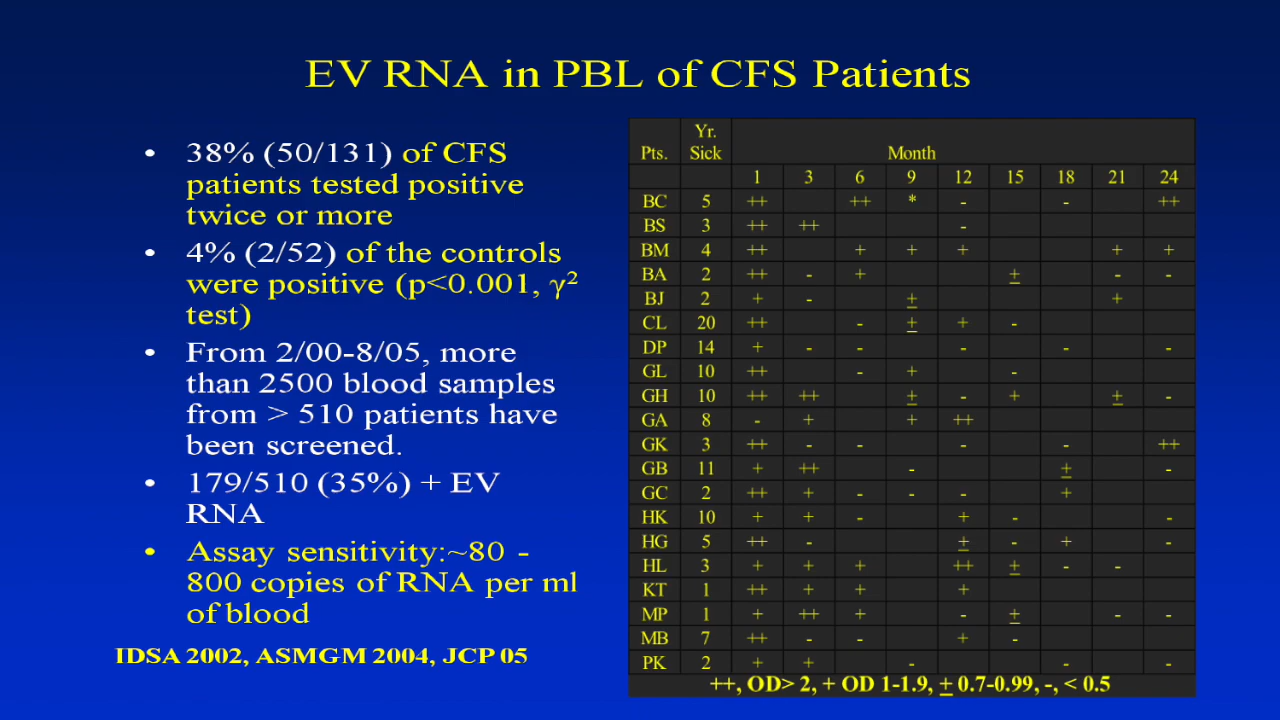 EV RNA in PBL of CFS Patients
• 38% (50/131) of CFS
patients tested positive
twice or more
• 4% (2/52) of the controls
were positive (p<0.001, γ²
test)
• From 2/00-8/05, more
than 2500 blood samples
from > 510 patients have
been screened.
• 179/510 (35%) + EV
RNA
• Assay sensitivity:~80 -
800 copies of RNA per ml
of blood
IDSA 2002, ASMGM 2004, JCP 05
Yr.
Pts. Sick Month
1 3 6 9 12 15 18 21 24
BC 5 ++ ++ * - - ++
BS 3 ++ ++ -
BM 4 ++ + + + + +
BA 2 ++ - + ± - -
BJ 2 + - ± +
CL 20 ++ - ± + -
DP 14 + - - - - -
GL 10 ++ - + -
GH 10 ++ ++ ± - + ± -
GA 8 - + + ++
GK 3 ++ - - - - ++
GB 11 + ++ - ± -
GC 2 ++ + - - - +
HK 10 + + - + - -
HG 5 ++ - ± - + -
HL 3 + + + ++ ± - -
KT 1 ++ + + +
MP 1 + ++ + - ± - -
MB 7 ++ - - + -
PK 2 + + - - -
++, OD> 2, + OD 1-1.9, ± 0.7-0.99, -, < 0.5